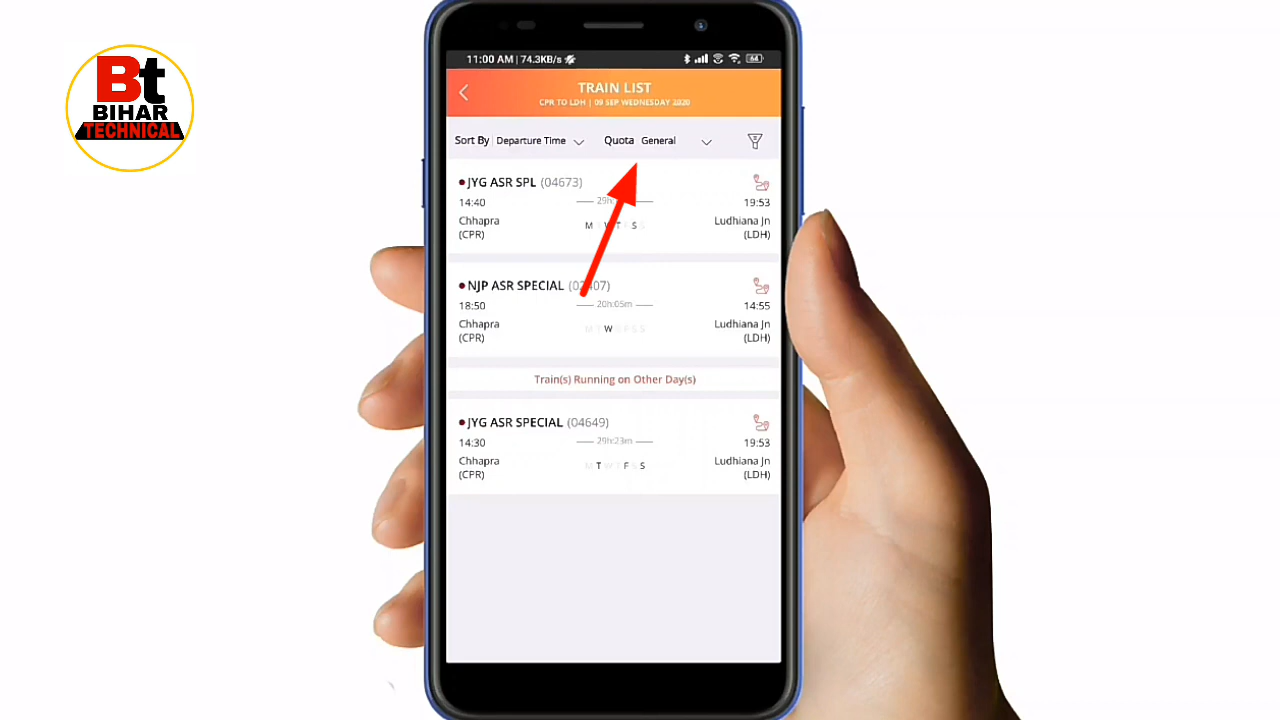 Bt
BIHAR
TECHNICAL
11:00 AM | 74.3KB/s
64
TRAIN LIST
CPR TO LDH | 09 SEP WEDNESDAY 2020
Sort By Departure Time Quota General
JYG ASR SPL (04673)
14:40 29h: 19:53
Chhapra M W T S S Ludhiana Jn
(CPR) (LDH)
NJP ASR SPECIAL
18:50 20h:05m 14:55
Chhapra M T W T F S S Ludhiana Jn
(CPR) (LDH)
Train(s) Running on Other Day(s)
JYG ASR SPECIAL (04649)
14:30 29h:23m 19:53
Chhapra M T W T F S S Ludhiana Jn
(CPR) (LDH)